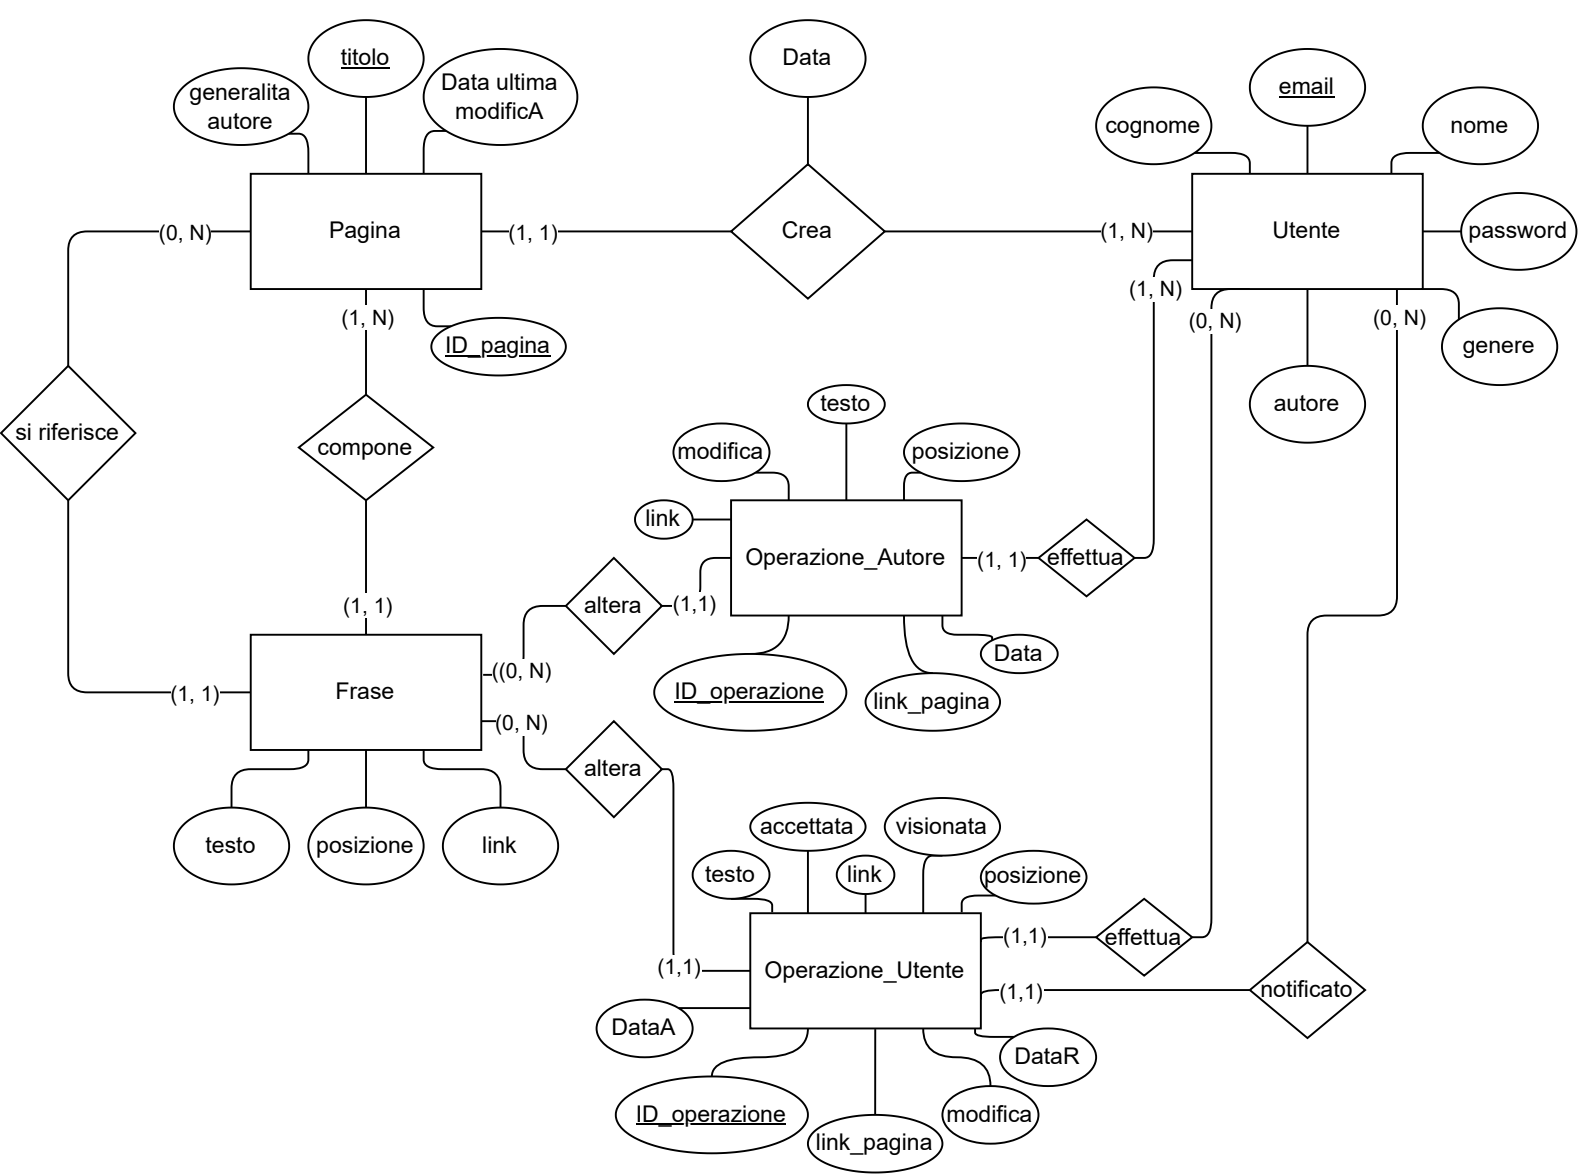 titolo
Data
generalita
autore
Data ultima
modificA
email
cognome
nome
Pagina
(0, N)
(1, 1)
Crea
(1, N)
Utente
password
(1, N)
(1, N)
(0, N)
(0, N)
ID_pagina
genere
autore
testo
si riferisce
compone
modifica
posizione
link
Operazione_Autore
(1, 1)
effettua
altera
(1,1)
(1, 1)
Data
((0, N)
ID_operazione
link_pagina
Frase
(1, 1)
(0, N)
altera
testo
posizione
link
accettata
visionata
testo
link
posizione
(1,1)
effettua
(1,1)
Operazione_Utente
(1,1)
notificato
DataA
DataR
ID_operazione
modifica
link_pagina